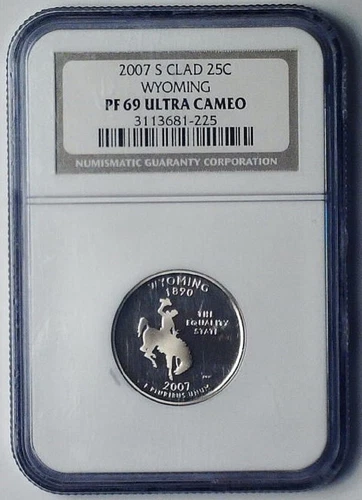 2007 S CLAD 25C
WYOMING
PF 69 ULTRA CAMEO
3113681-225
NUMISMATIC GUARANTY CORPORATION
WYOMING
1890
THE
EQUALITY
STATE
2007
E PLURIBUS UNUM